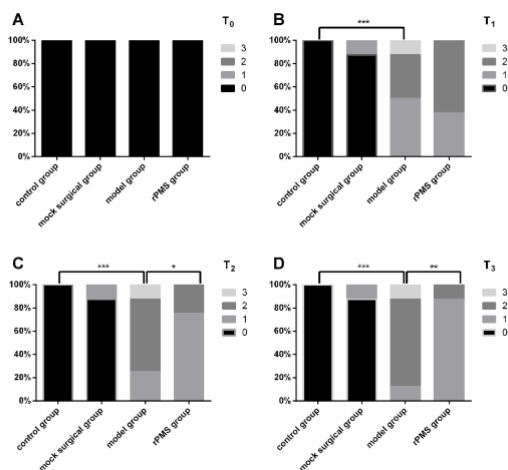 A
T0
100%
80%
60%
40%
20%
0%
3
2
1
0
control group
mock surgical group
model group
rPMS group
B
T1
***
100%
80%
60%
40%
20%
0%
3
2
1
0
control group
mock surgical group
model group
rPMS group
C
T2
***
*
100%
80%
60%
40%
20%
0%
3
2
1
0
control group
mock surgical group
model group
rPMS group
D
T3
***
**
100%
80%
60%
40%
20%
0%
3
2
1
0
control group
mock surgical group
model group
rPMS group